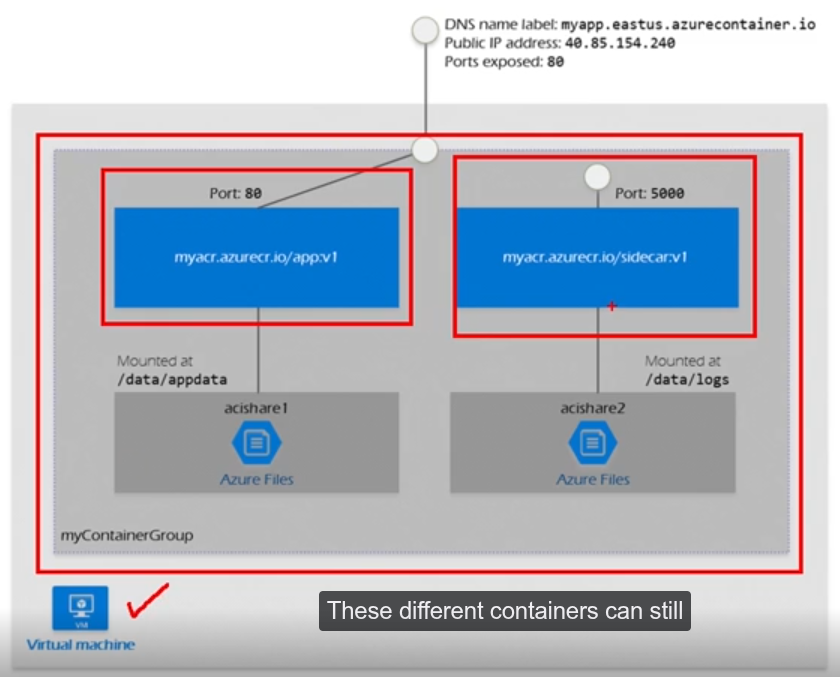 DNS name label: myapp.eastus.azurecontainer.io
Public IP address: 40.85.154.240
Ports exposed: 80
Port: 80
Port: 5000
myacr.azurecr.io/app:v1
myacr.azurecr.io/sidecar:v1
Mounted at
/data/appdata
Mounted at
/data/logs
acishare1
Azure Files
acishare2
Azure Files
myContainerGroup
VM
Virtual machine
These different containers can still